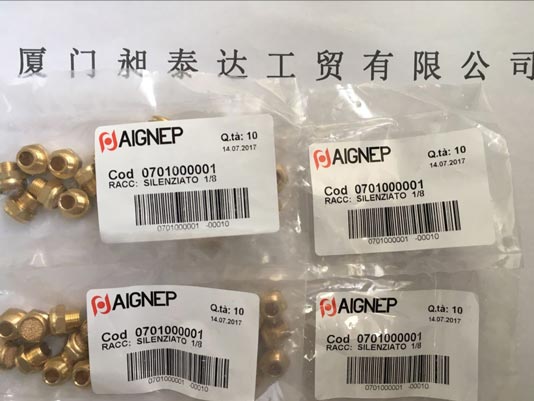 厦门昶泰达工贸有限公司
AIGNEP
Q.tà: 10
14.07.2017
Cod 0701000001
RACC: SILENZIATO 1/8
0701000001 -00010
AIGNEP
Q.tà: 10
14.07.2017
Cod 0701000001
RACC: SILENZIATO 1/8
0701000001 -00010
AIGNEP
Q.tà: 10
14.07.2017
Cod 0701000001
RACC: SILENZIATO 1/8
0701000001 -00010
AIGNEP
Q.tà: 10
14.07.2017
Cod 0701000001
RACC: SILENZIATO 1/8
0701000001 -00010